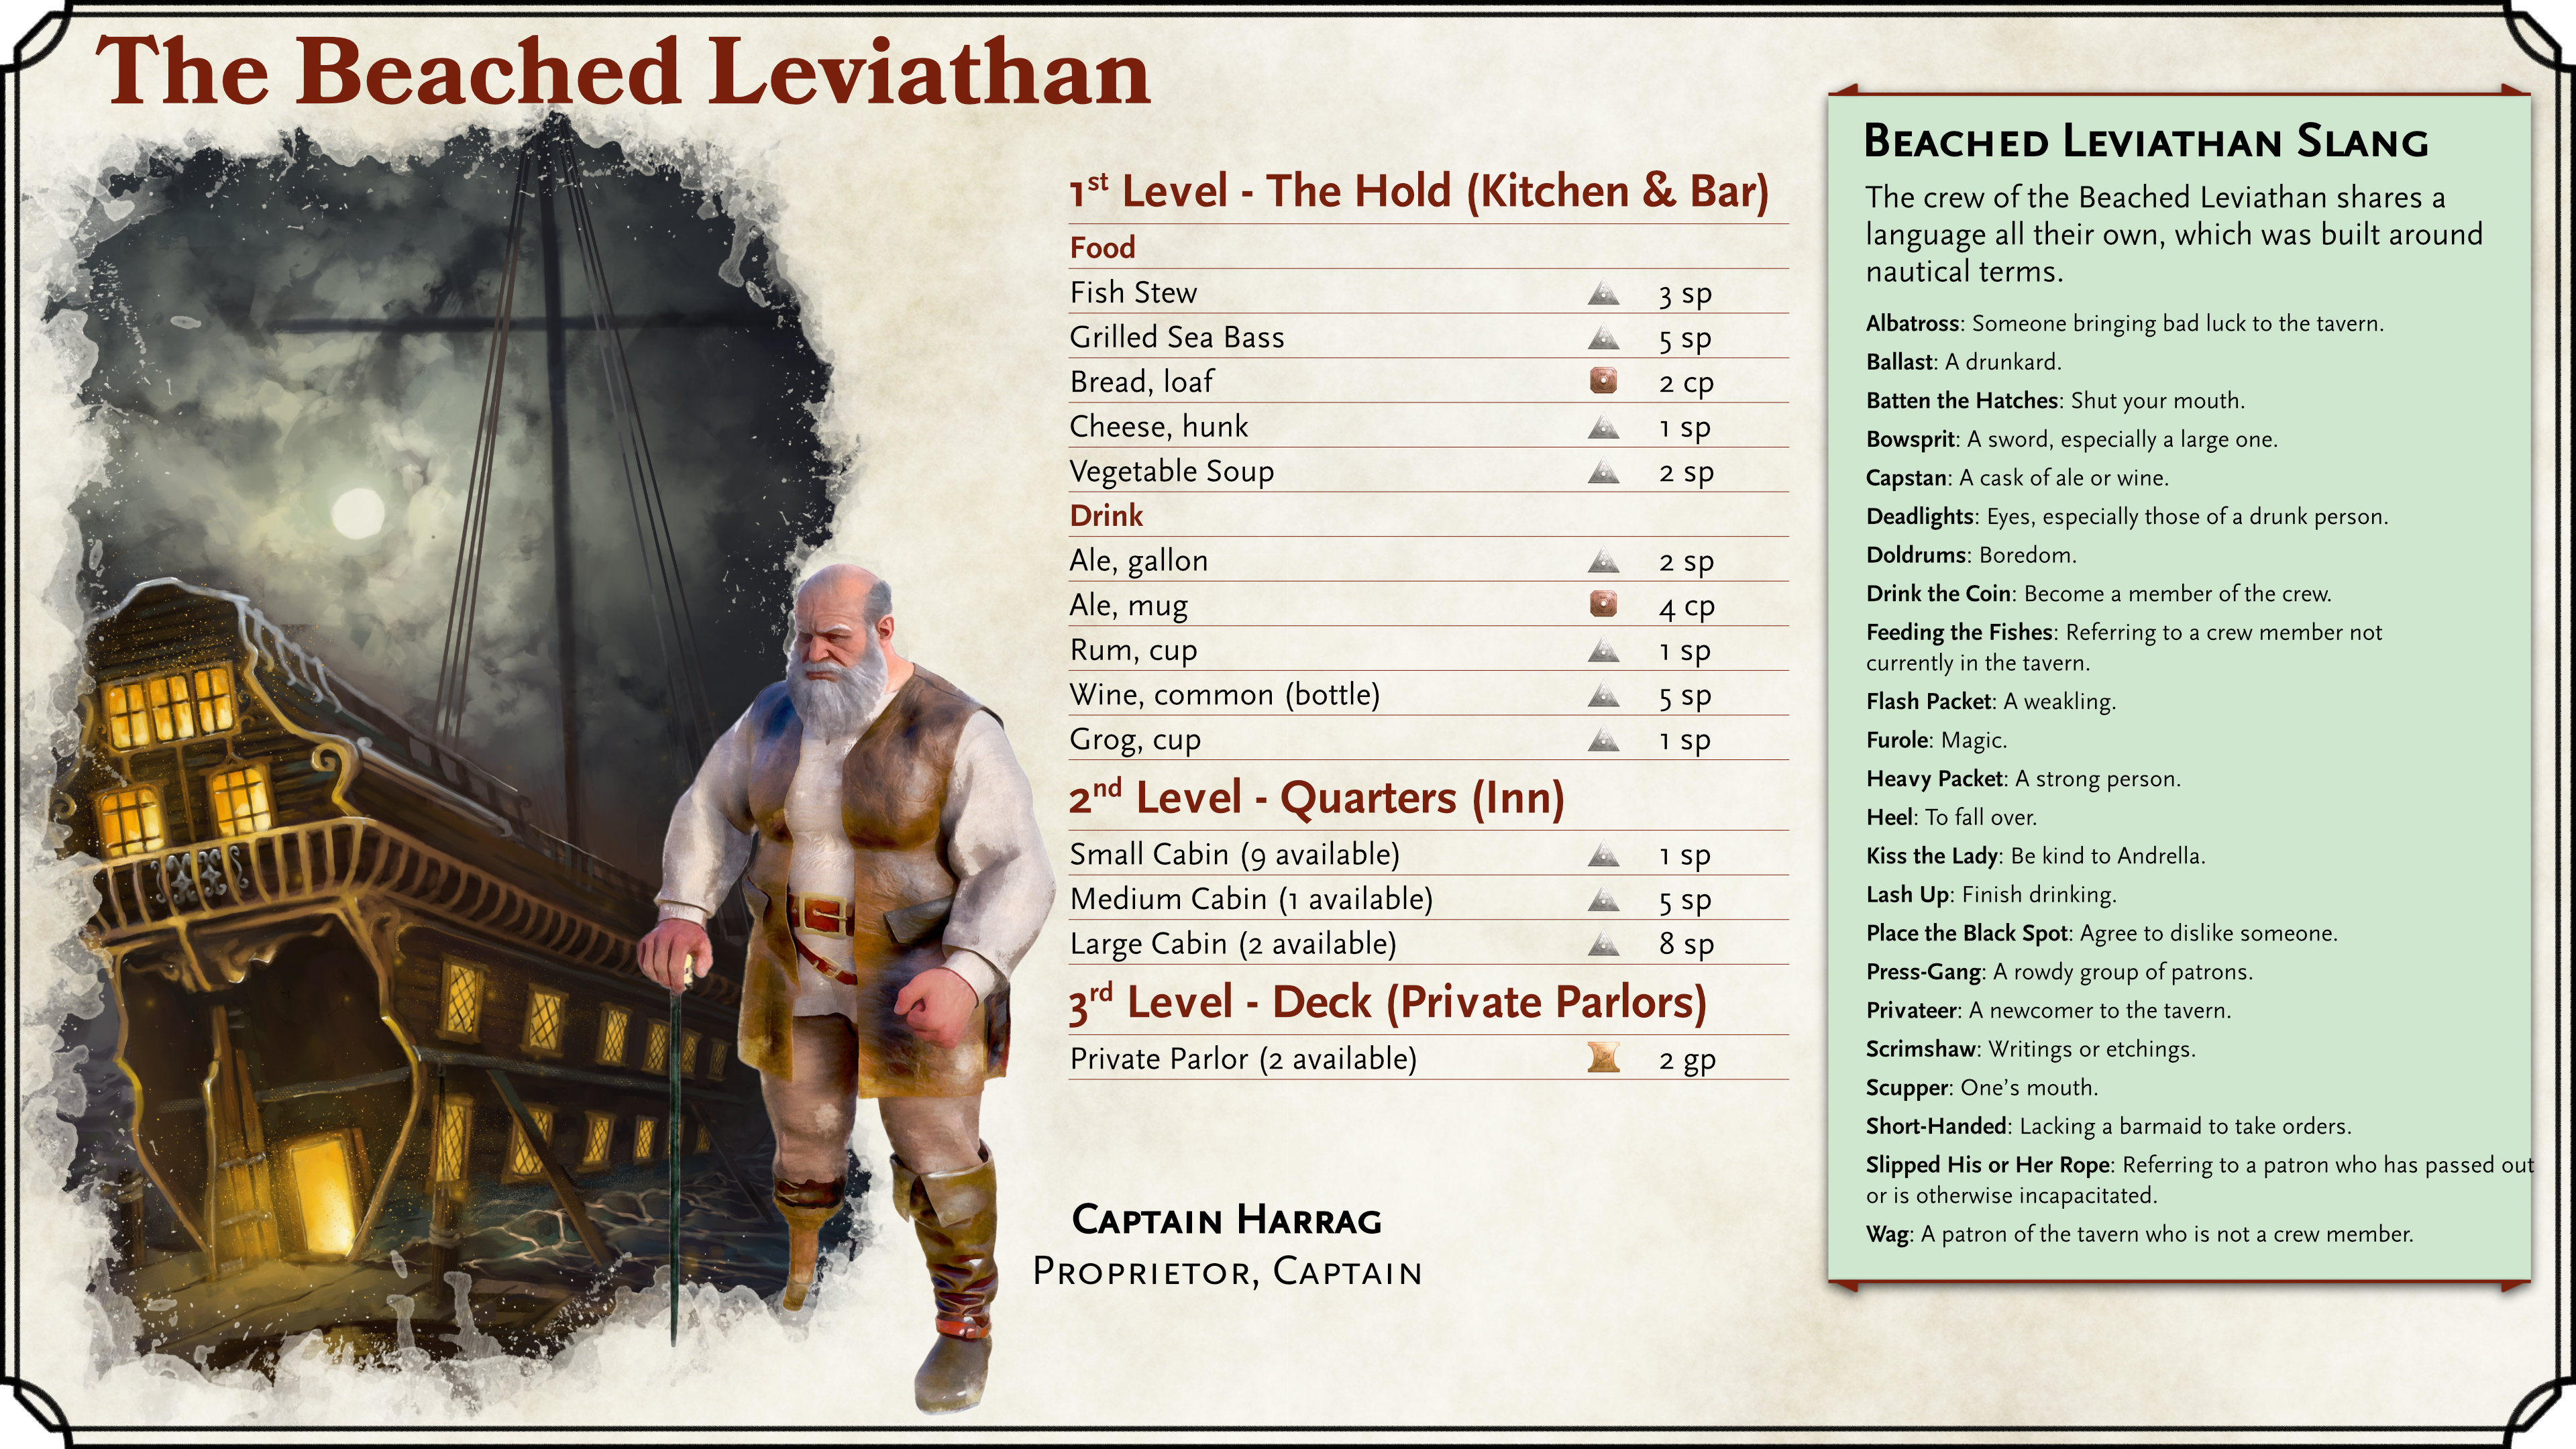 The Beached Leviathan
1st Level - The Hold (Kitchen & Bar)
Food
Fish Stew 3 sp
Grilled Sea Bass 5 sp
Bread, loaf 2 cp
Cheese, hunk 1 sp
Vegetable Soup 2 sp
Drink
Ale, gallon 2 sp
Ale, mug 4 cp
Rum, cup 1 sp
Wine, common (bottle) 5 sp
Grog, cup 1 sp
2nd Level - Quarters (Inn)
Small Cabin (9 available) 1 sp
Medium Cabin (1 available) 5 sp
Large Cabin (2 available) 8 sp
3rd Level - Deck (Private Parlors)
Private Parlor (2 available) 2 gp
Captain Harrag
Proprietor, Captain
Beached Leviathan Slang
The crew of the Beached Leviathan shares a
language all their own, which was built around
nautical terms.
Albatross: Someone bringing bad luck to the tavern.
Ballast: A drunkard.
Batten the Hatches: Shut your mouth.
Bowsprit: A sword, especially a large one.
Capstan: A cask of ale or wine.
Deadlights: Eyes, especially those of a drunk person.
Doldrums: Boredom.
Drink the Coin: Become a member of the crew.
Feeding the Fishes: Referring to a crew member not
currently in the tavern.
Flash Packet: A weakling.
Furole: Magic.
Heavy Packet: A strong person.
Heel: To fall over.
Kiss the Lady: Be kind to Andrella.
Lash Up: Finish drinking.
Place the Black Spot: Agree to dislike someone.
Press-Gang: A rowdy group of patrons.
Privateer: A newcomer to the tavern.
Scrimshaw: Writings or etchings.
Scupper: One's mouth.
Short-Handed: Lacking a barmaid to take orders.
Slipped His or Her Rope: Referring to a patron who has passed out
or is otherwise incapacitated.
Wag: A patron of the tavern who is not a crew member.